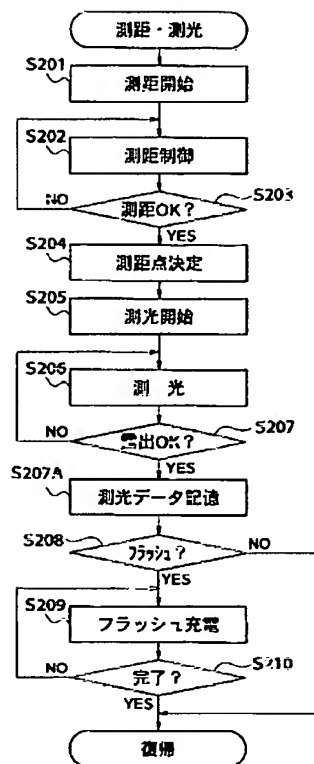 測距・測光
S201
測距開始
S202
測距制御
測距OK?
S203
NO
YES
S204
測距点決定
S205
測光開始
S206
測 光
露出OK?
S207
NO
YES
S207A
測光データ記憶
S208
フラッシュ?
NO
YES
S209
フラッシュ充電
NO
完了?
S210
YES
復帰